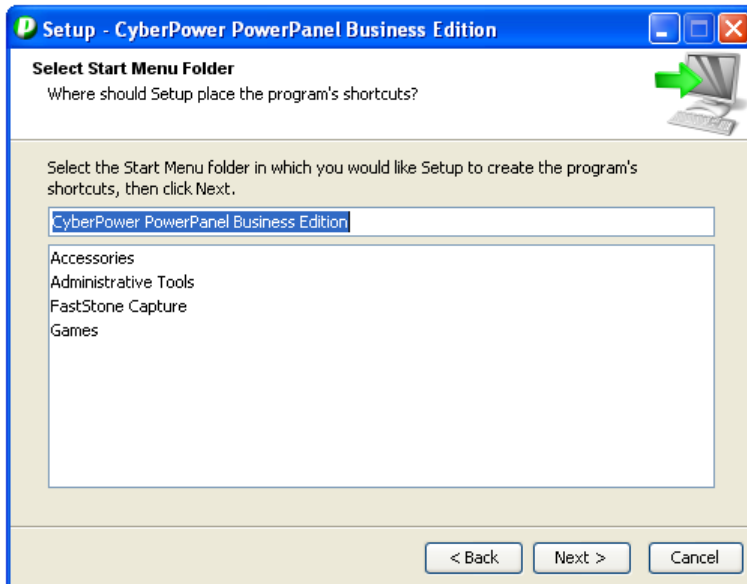 Setup - CyberPower PowerPanel Business Edition
Select Start Menu Folder
Where should Setup place the program's shortcuts?
Select the Start Menu folder in which you would like Setup to create the program's
shortcuts, then click Next.
CyberPower PowerPanel Business Edition
Accessories
Administrative Tools
FastStone Capture
Games
< Back Next > Cancel